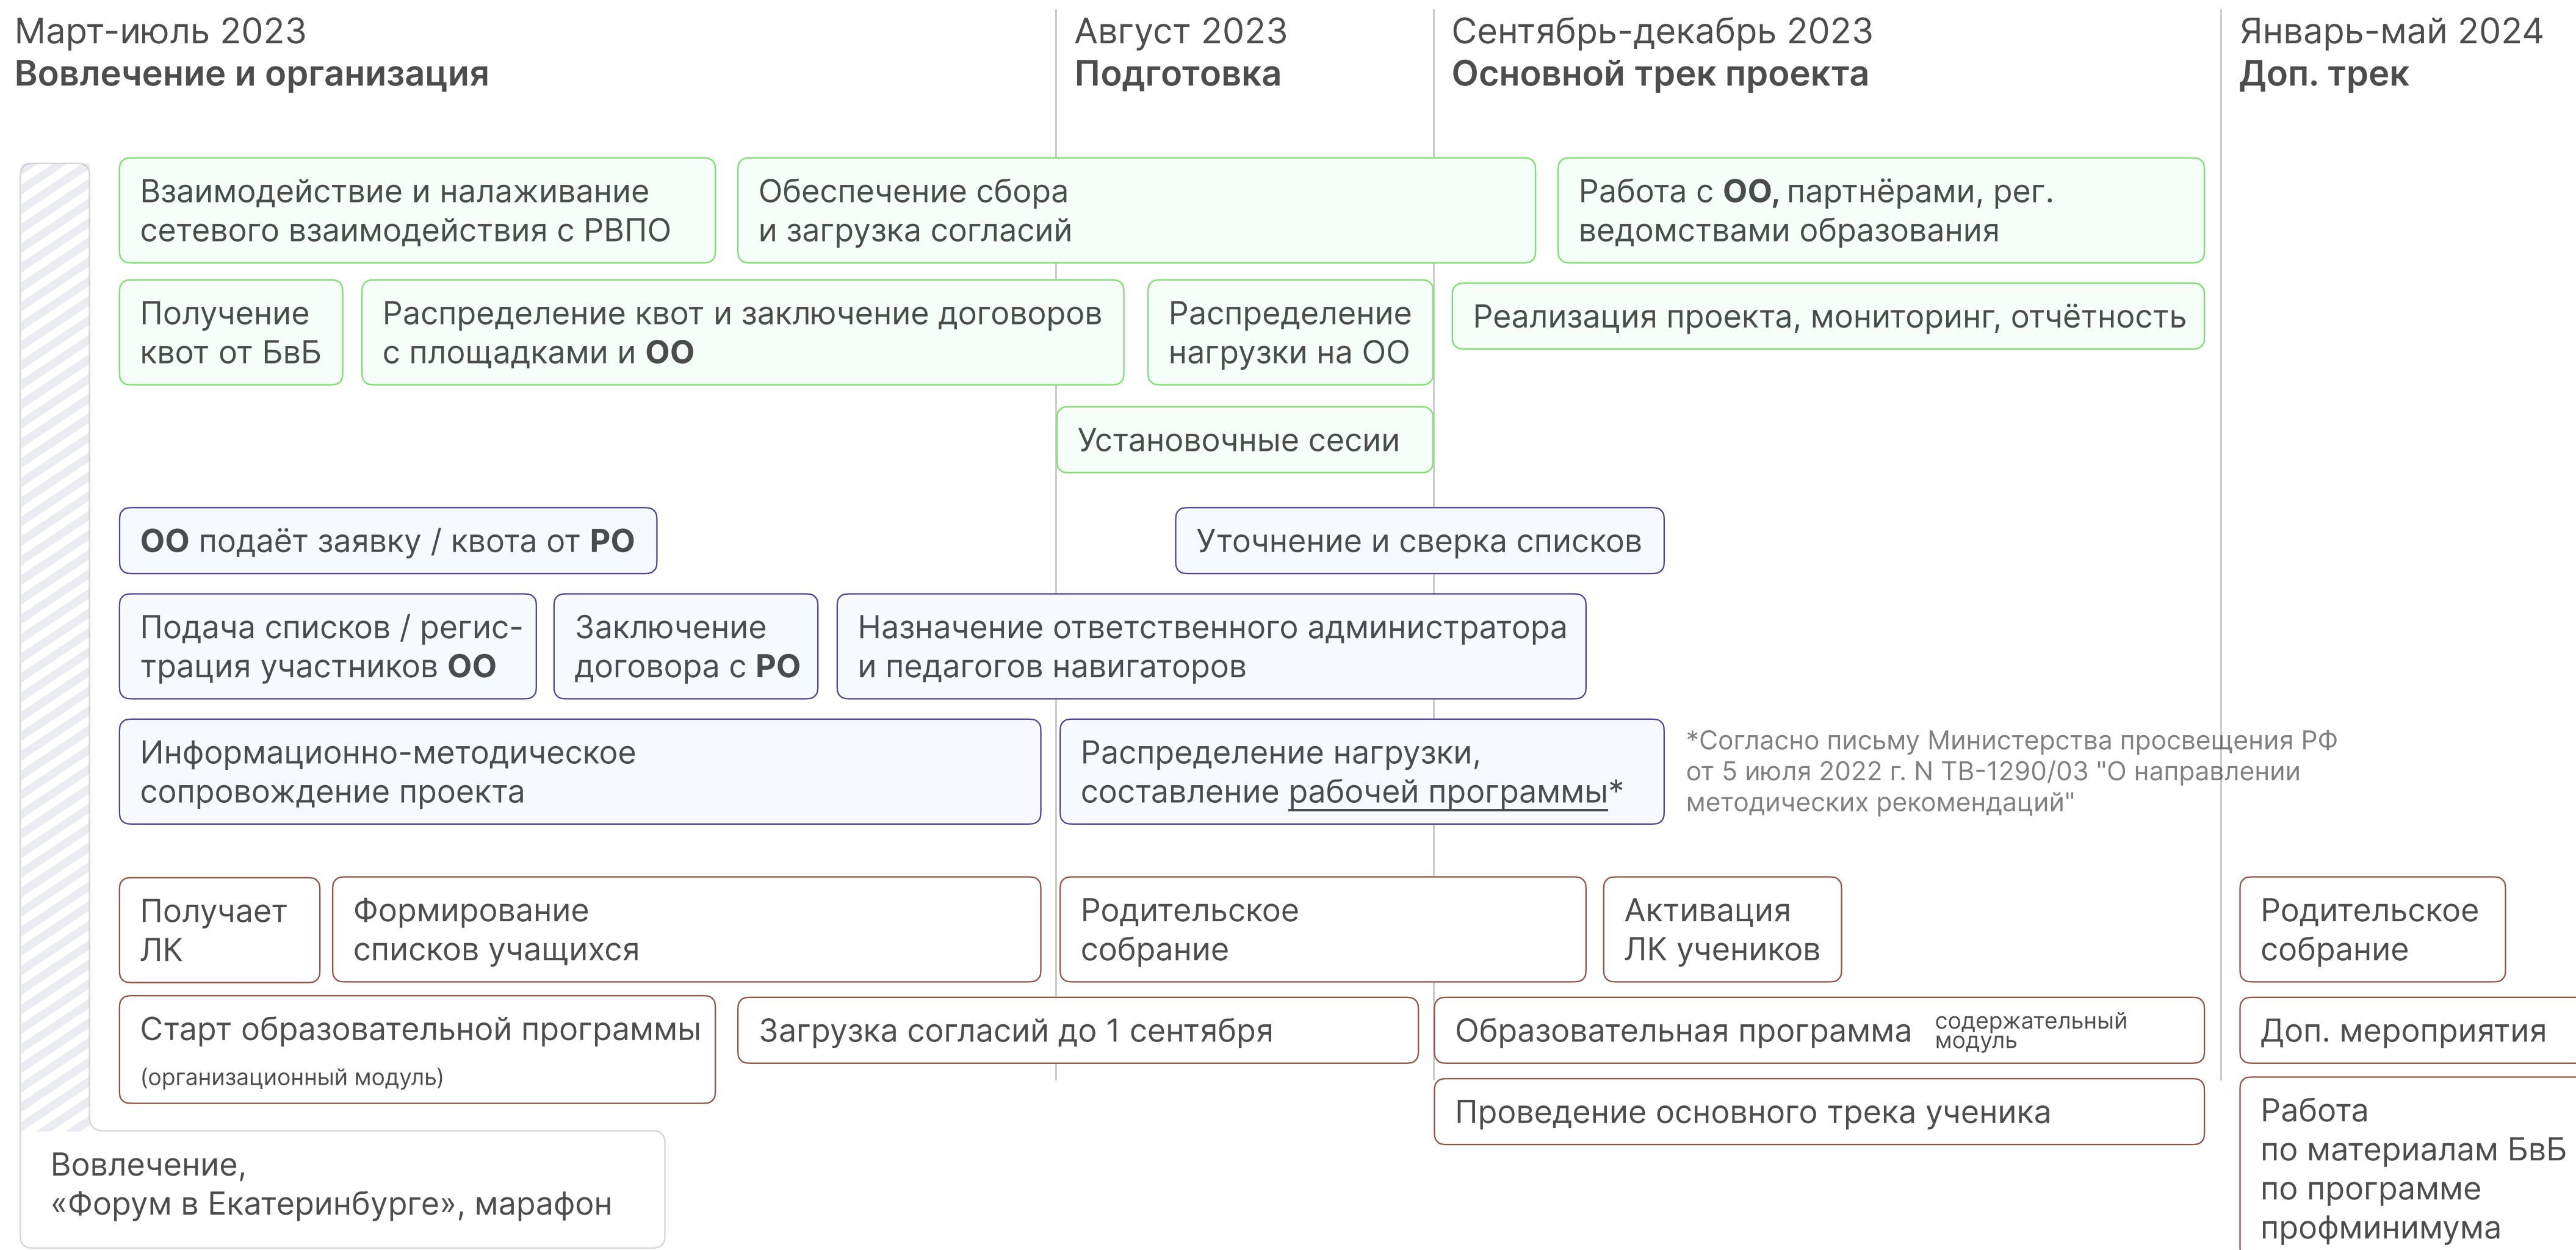 Март-июль 2023
Вовлечение и организация
Август 2023
Подготовка
Сентябрь-декабрь 2023
Основной трек проекта
Январь-май 2024
Доп. трек
Взаимодействие и налаживание
сетевого взаимодействия с РВПО
Обеспечение сбора
и загрузка согласий
Работа с ОО, партнёрами, рег.
ведомствами образования
Получение
квот от БвБ
Распределение квот и заключение договоров
с площадками и ОО
Распределение
нагрузки на ОО
Реализация проекта, мониторинг, отчётность
Установочные сесии
ОО подаёт заявку / квота от РО
Уточнение и сверка списков
Подача списков / регис-
трация участников ОО
Заключение
договора с РО
Назначение ответственного администратора
и педагогов навигаторов
Информационно-методическое
сопровождение проекта
Распределение нагрузки,
составление рабочей программы*
*Согласно письму Министерства просвещения РФ
от 5 июля 2022 г. N ТВ-1290/03 "О направлении
методических рекомендаций"
Получает
ЛК
Формирование
списков учащихся
Родительское
собрание
Активация
ЛК учеников
Родительское
собрание
Старт образовательной программы
(организационный модуль)
Загрузка согласий до 1 сентября
Образовательная программа
содержательный
модуль
Доп. мероприятия
Проведение основного трека ученика
Работа
по материалам БвБ
по программе
профминимума
Вовлечение,
«Форум в Екатеринбурге», марафон